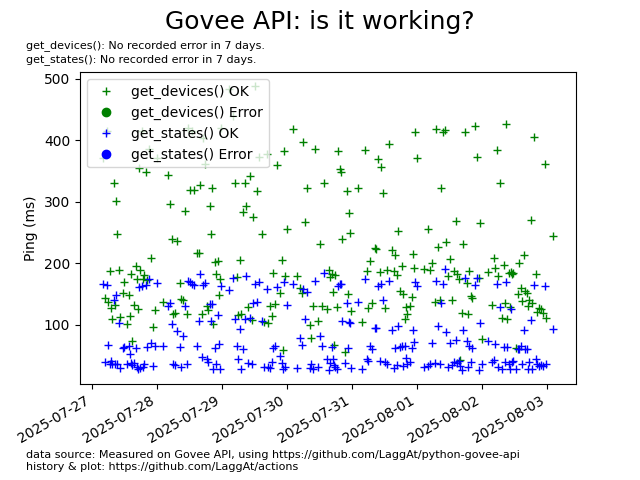 Govee API: is it working?
get_devices(): No recorded error in 7 days.
get_states(): No recorded error in 7 days.
500
400
300
200
100
Ping (ms)
get_devices() OK
get_devices() Error
get_states() OK
get_states() Error
2025-07-27
2025-07-28
2025-07-29
2025-07-30
2025-07-31
2025-08-01
2025-08-02
2025-08-03
data source: Measured on Govee API, using https://github.com/LaggAt/python-govee-api
history & plot: https://github.com/LaggAt/actions